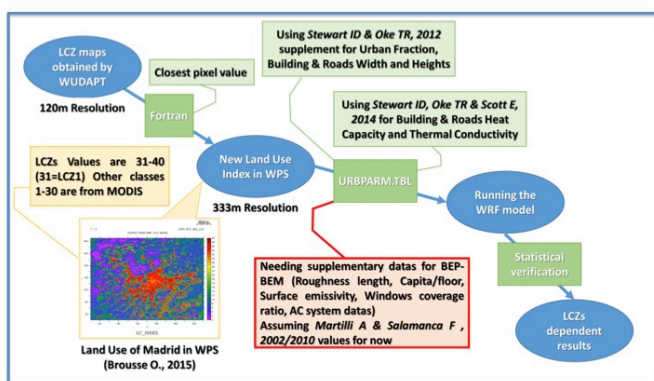 LCZ maps
obtained by
WUDAPT
120m Resolution
Closest pixel value
Fortran
Using Stewart ID & Oke TR, 2012
supplement for Urban Fraction,
Building & Roads Width and Heights
Using Stewart ID, Oke TR & Scott E,
2014 for Building & Roads Heat
Capacity and Thermal Conductivity
LCZs Values are 31-40
(31=LCZ1) Other classes
1-30 are from MODIS
New Land Use
Index in WPS
333m Resolution
URBPARM.TBL
Running the
WRF model
Statistical
verification
LCZs
dependent
results
Needing supplementary datas for BEP-
BEM (Roughness length, Capita/floor,
Surface emissivity, Windows coverage
ratio, AC system datas)
Assuming Martilli A & Salamanca F ,
2002/2010 values for now
Land Use of Madrid in WPS
(Brousse O., 2015)